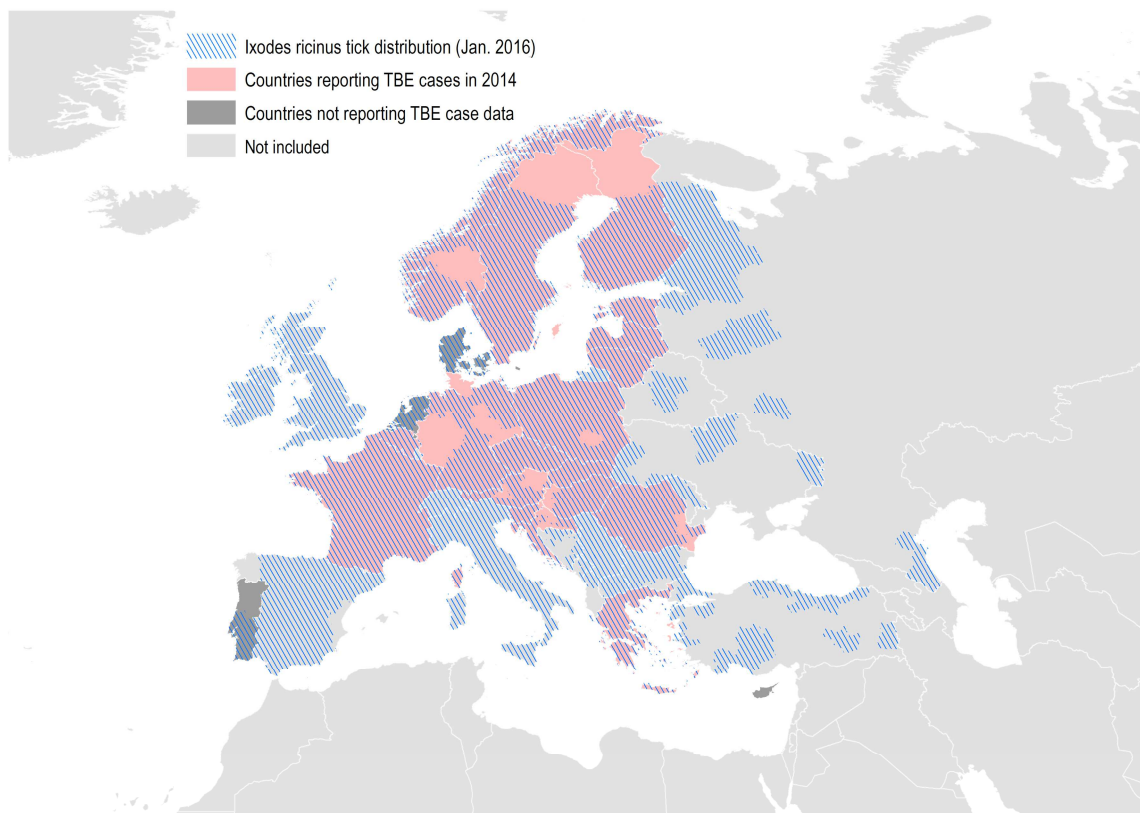 Ixodes ricinus tick distribution (Jan. 2016)
Countries reporting TBE cases in 2014
Countries not reporting TBE case data
Not included